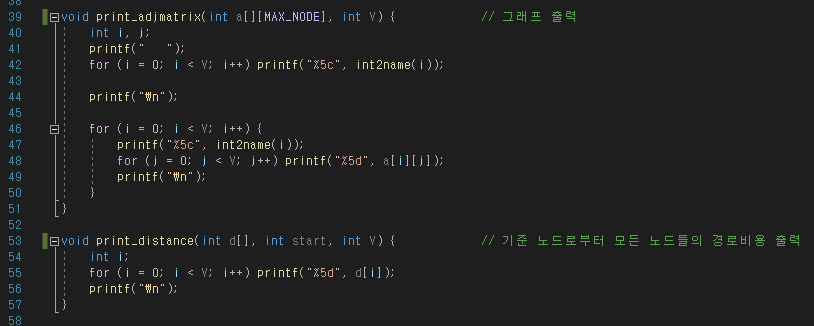 38
39 void print_adjmatrix(int a[][MAX_NODE], int V) { // 그래프 출력
40 int i, j;
41 printf("   ");
42 for (i = 0; i < V; i++) printf("%5c", int2name(i));
43
44 printf("₩n");
45
46 for (i = 0; i < V; i++) {
47 printf("%5c", int2name(i));
48 for (j = 0; j < V; j++) printf("%5d", a[i][j]);
49 printf("₩n");
50 }
51 }
52
53 void print_distance(int d[], int start, int V) { // 기준 노드로부터 모든 노드들의 경로비용 출력
54 int i;
55 for (i = 0; i < V; i++) printf("%5d", d[i]);
56 printf("₩n");
57 }
58